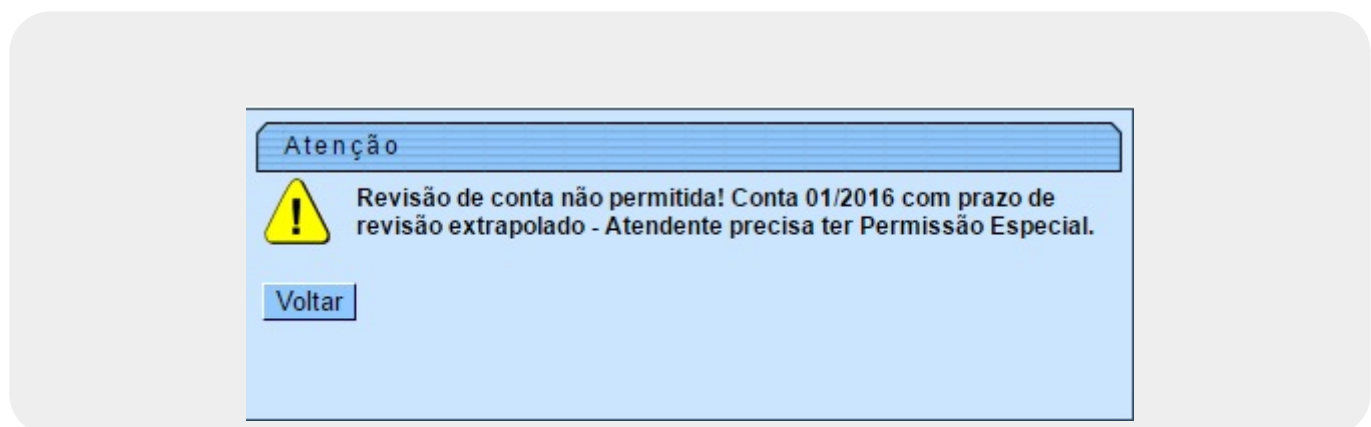 Atenção
Revisão de conta não permitida! Conta 01/2016 com prazo de
revisão extrapolado - Atendente precisa ter Permissão Especial.
Voltar